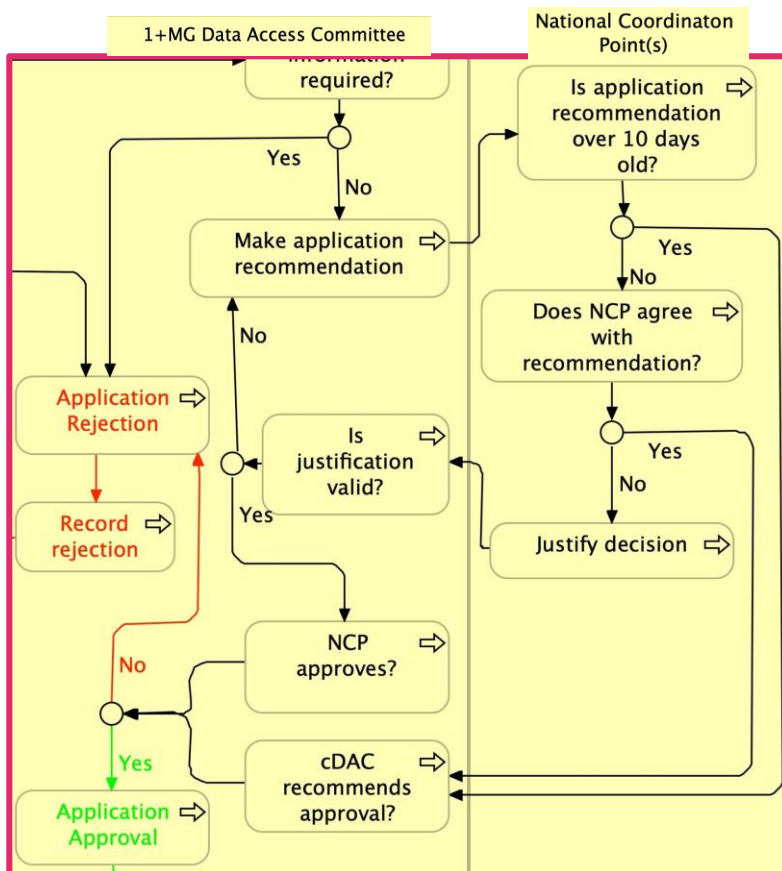 1+MG Data Access Committee
National Coordinaton
Point(s)
information
required?
Yes
No
Is application
recommendation
over 10 days
old?
Make application
recommendation
Yes
No
No
Does NCP agree
with
recommendation?
Application
Rejection
Is
justification
valid?
Yes
No
Yes
Record
rejection
Justify decision
NCP
approves?
No
Yes
cDAC
recommends
approval?
Application
Approval